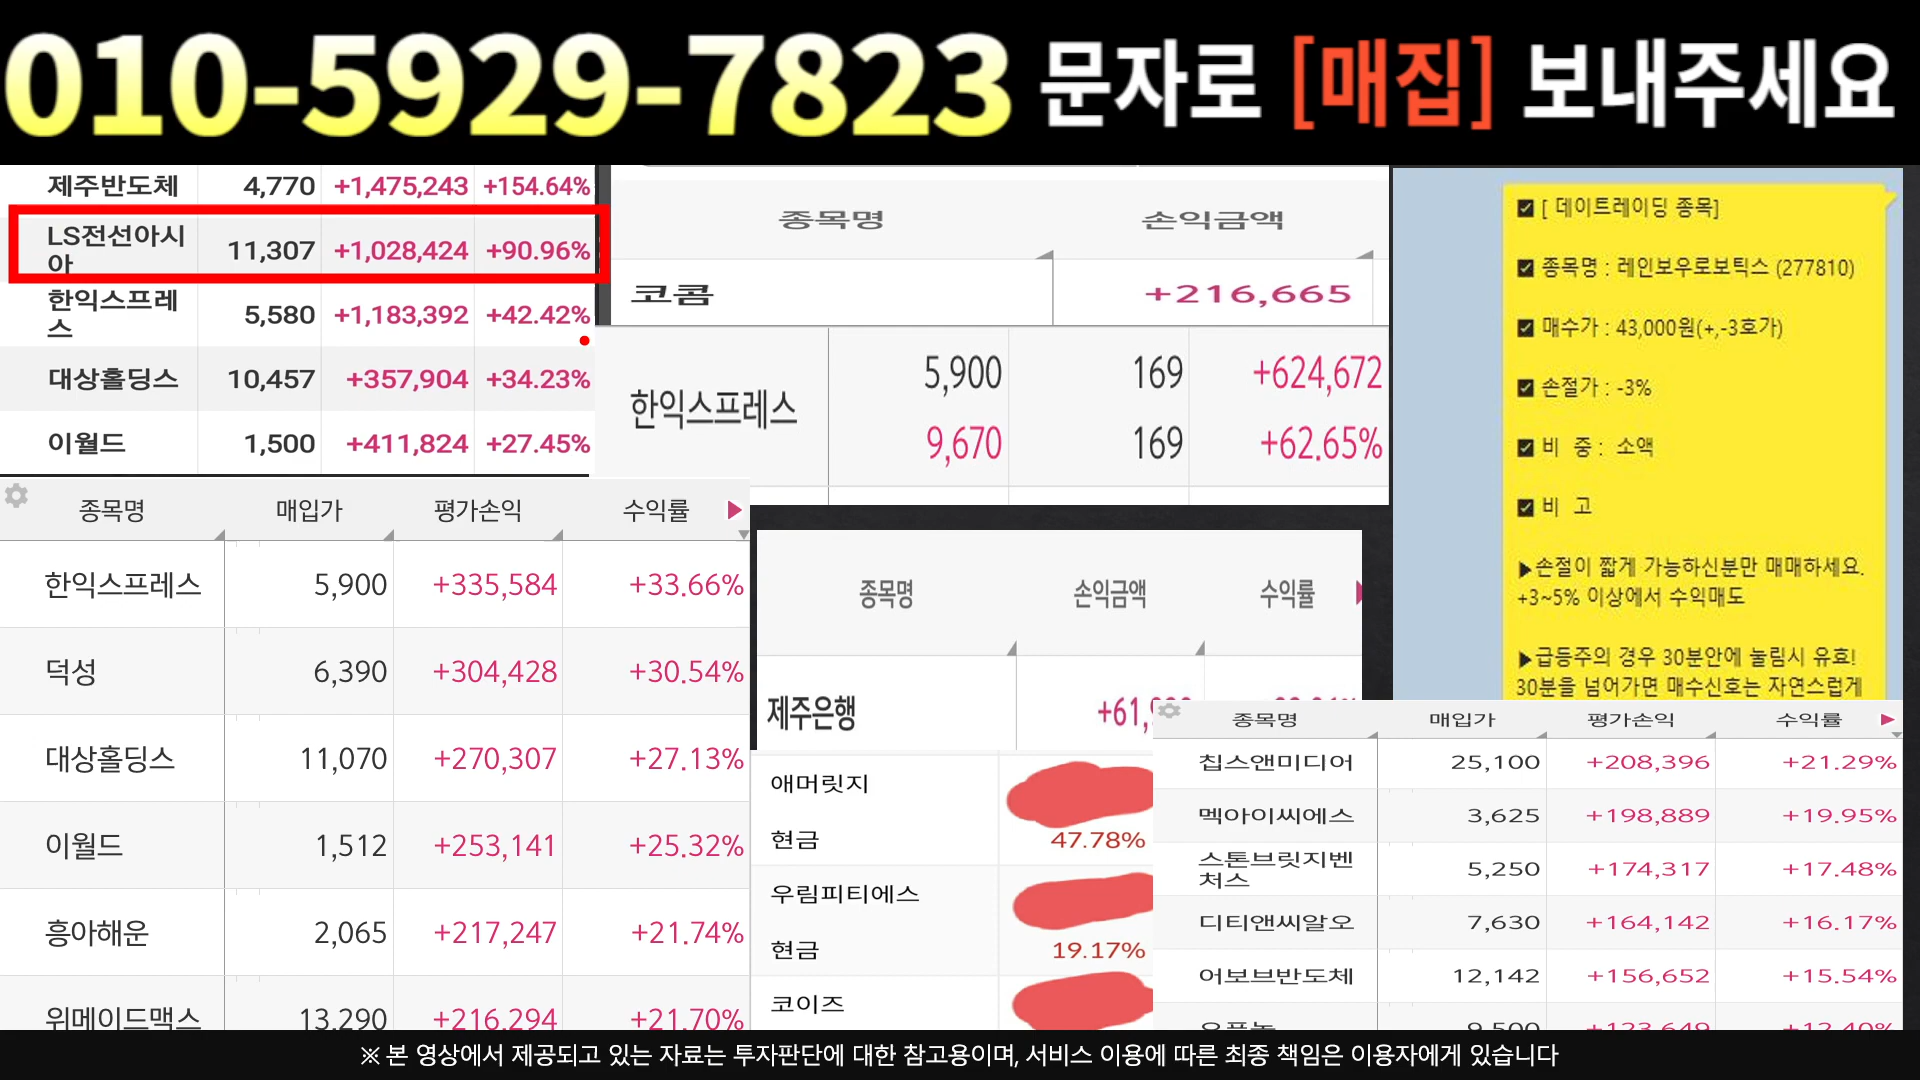 010-5929-7823 문자로 [매집] 보내주세요
제주반도체 4,770 +1,475,243 +154.64%
LS전선아시
아 11,307 +1,028,424 +90.96%
한익스프레
스 5,580 +1,183,392 +42.42%
대상홀딩스 10,457 +357,904 +34.23%
이월드 1,500 +411,824 +27.45%
종목명 손익금액
코콤 +216,665
한익스프레스
5,900 169 +624,672
9,670 169 +62.65%
☑ [ 데이트레이딩 종목]
☑ 종목명 : 레인보우로보틱스 (277810)
☑ 매수가 : 43,000원(+,-3호가)
☑ 손절가 : -3%
☑ 비 중 : 소액
☑ 비 고
▶손절이 짧게 가능하신분만 매매하세요.
+3~5% 이상에서 수익매도
▶급등주의 경우 30분안에 눌림시 유효!
30분을 넘어가면 매수신호는 자연스럽게
종목명 매입가 평가손익 수익률
한익스프레스 5,900 +335,584 +33.66%
덕성 6,390 +304,428 +30.54%
대상홀딩스 11,070 +270,307 +27.13%
이월드 1,512 +253,141 +25.32%
흥아해운 2,065 +217,247 +21.74%
위메이드맥스 13,290 +216,294 +21.70%
종목명 손익금액 수익률
제주은행
애머릿지
현금 47.78%
우림피티에스
현금 19.17%
코이즈
종목명 매입가 평가손익 수익률
칩스앤미디어 25,100 +208,396 +21.29%
멕아이씨에스 3,625 +198,889 +19.95%
스톤브릿지벤
처스 5,250 +174,317 +17.48%
디티앤씨알오 7,630 +164,142 +16.17%
어보브반도체 12,142 +156,652 +15.54%
※ 본 영상에서 제공되고 있는 자료는 투자판단에 대한 참고용이며, 서비스 이용에 따른 최종 책임은 이용자에게 있습니다